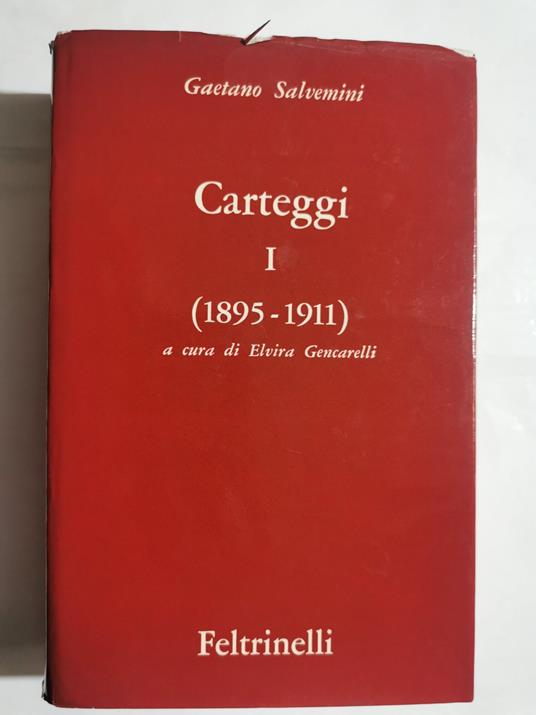 Gaetano Salvemini
Carteggi
I
(1895-1911)
a cura di Elvira Gencarelli
Feltrinelli